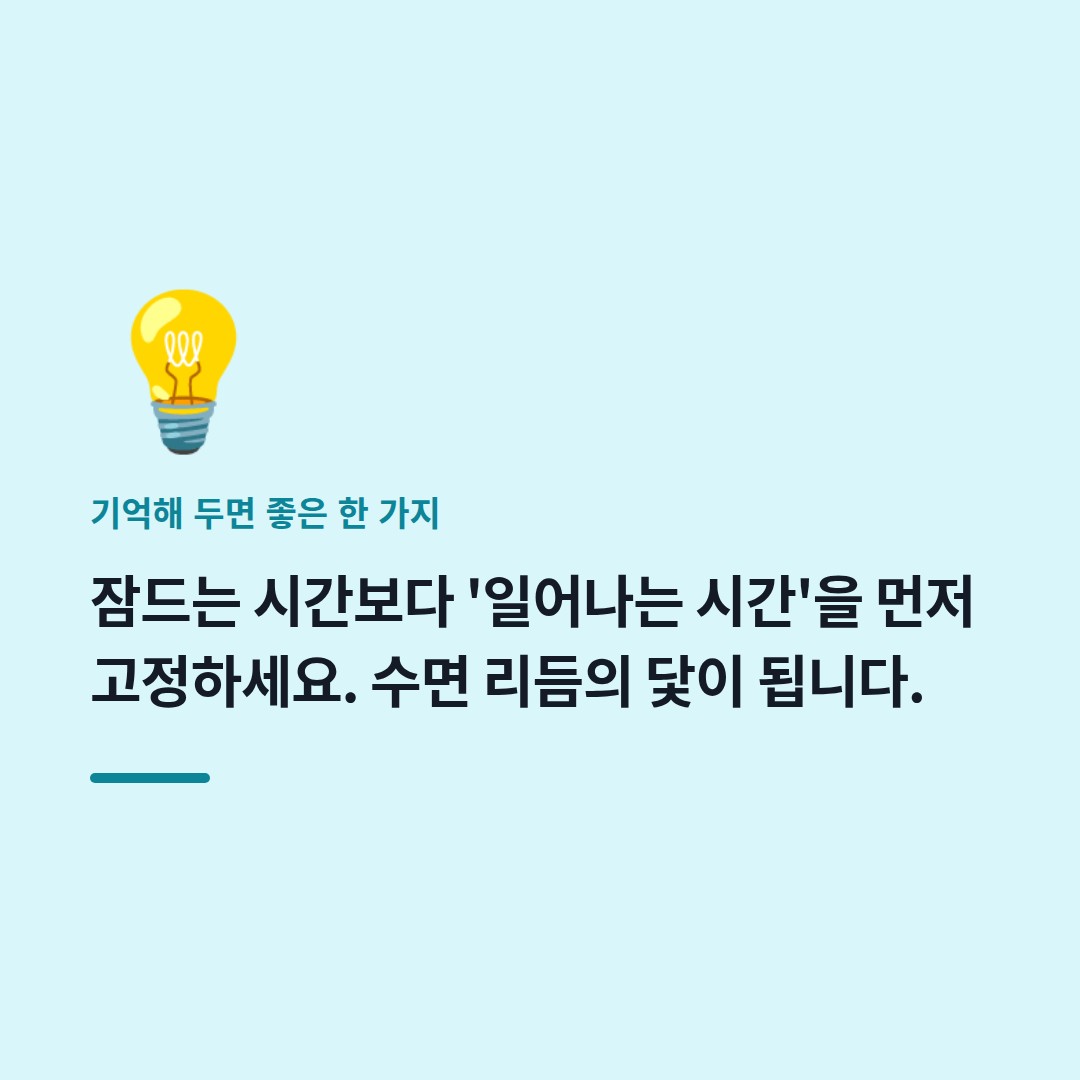 기억해 두면 좋은 한 가지
잠드는 시간보다 '일어나는 시간'을 먼저
고정하세요. 수면 리듬의 닻이 됩니다.